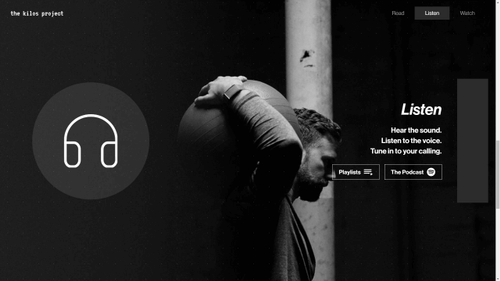 the kilos project
Read
Listen
Watch
Listen
Hear the sound.
Listen to the voice.
Tune in to your calling.
Playlists
The Podcast